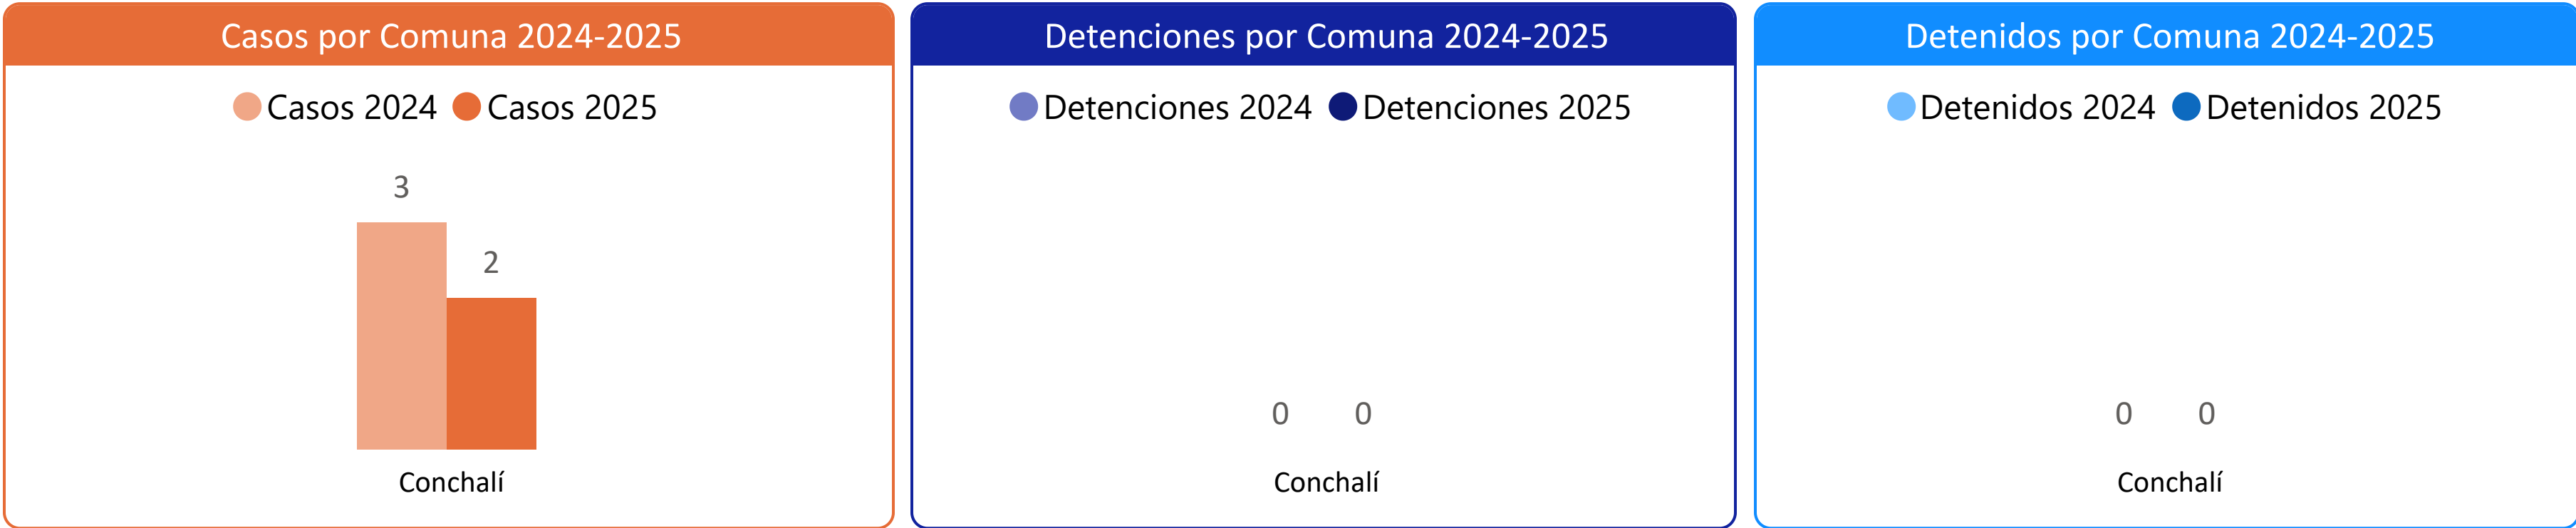 Casos por Comuna 2024-2025
Casos 2024 Casos 2025
3
2
Conchalí
Detenciones por Comuna 2024-2025
Detenciones 2024 Detenciones 2025
0 0
Conchalí
Detenidos por Comuna 2024-2025
Detenidos 2024 Detenidos 2025
0 0
Conchalí